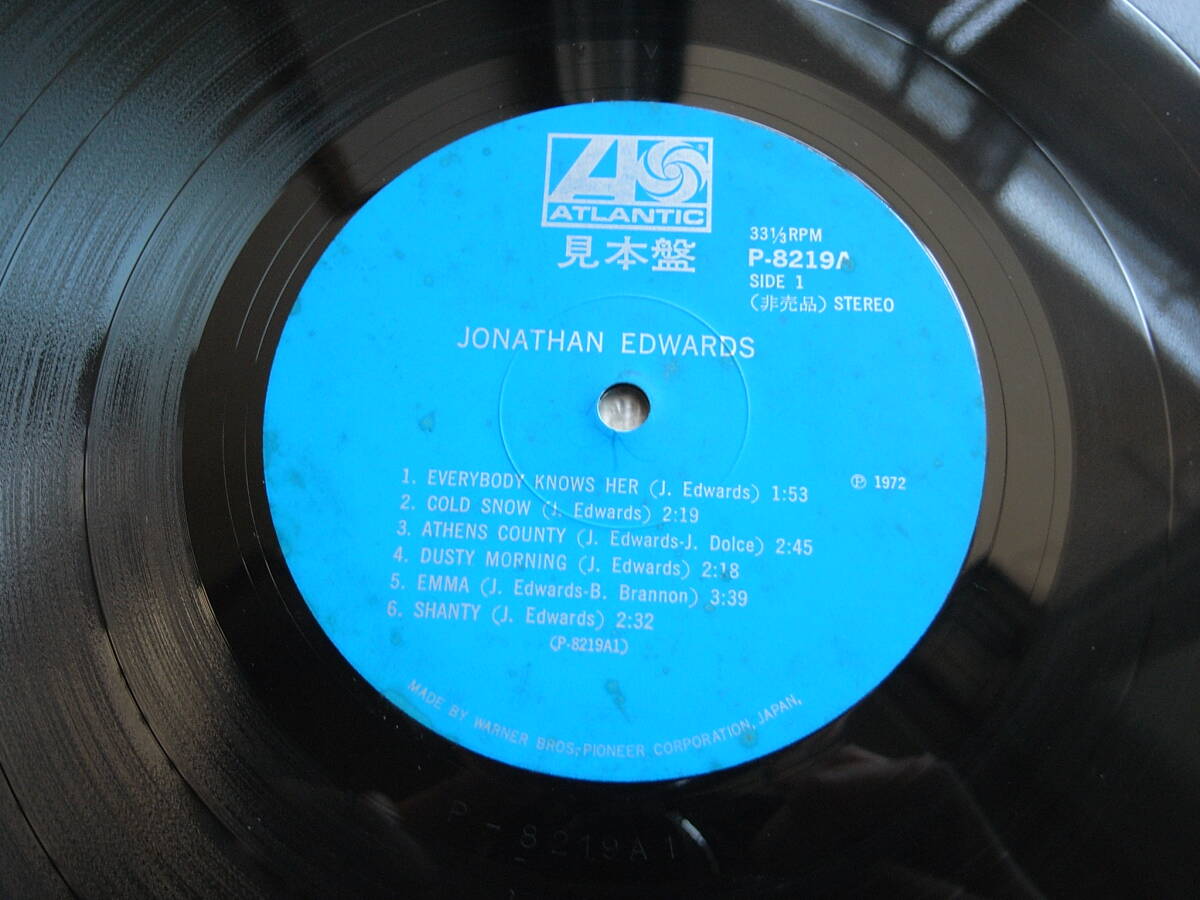 ATLANTIC
見本盤
33⅓RPM
P-8219A
SIDE 1
(非売品) STEREO
JONATHAN EDWARDS
1. EVERYBODY KNOWS HER (J. Edwards) 1:53
2. COLD SNOW (J. Edwards) 2:19
3. ATHENS COUNTY (J. Edwards-J. Dolce) 2:45
4. DUSTY MORNING (J. Edwards) 2:18
5. EMMA (J. Edwards-B. Brannon) 3:39
6. SHANTY (J. Edwards) 2:32
(P-8219A1)
℗ 1972
MADE BY WARNER BROS.-PIONEER CORPORATION, JAPAN.
P-8219A1